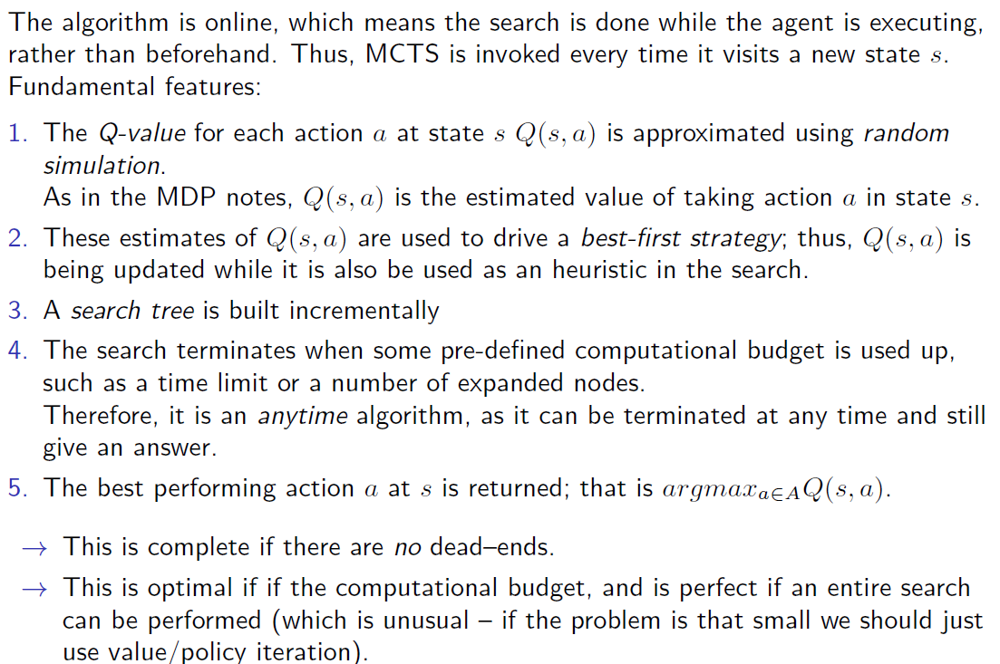 The algorithm is online, which means the search is done while the agent is executing,
rather than beforehand. Thus, MCTS is invoked every time it visits a new state s.
Fundamental features:
1. The Q-value for each action a at state s Q(s, a) is approximated using random
simulation.
As in the MDP notes, Q(s, a) is the estimated value of taking action a in state s.
2. These estimates of Q(s, a) are used to drive a best-first strategy; thus, Q(s, a) is
being updated while it is also be used as an heuristic in the search.
3. A search tree is built incrementally
4. The search terminates when some pre-defined computational budget is used up,
such as a time limit or a number of expanded nodes.
Therefore, it is an anytime algorithm, as it can be terminated at any time and still
give an answer.
5. The best performing action a at s is returned; that is argmaxₐ∈A Q(s, a).
→ This is complete if there are no dead–ends.
→ This is optimal if if the computational budget, and is perfect if an entire search
can be performed (which is unusual – if the problem is that small we should just
use value/policy iteration).